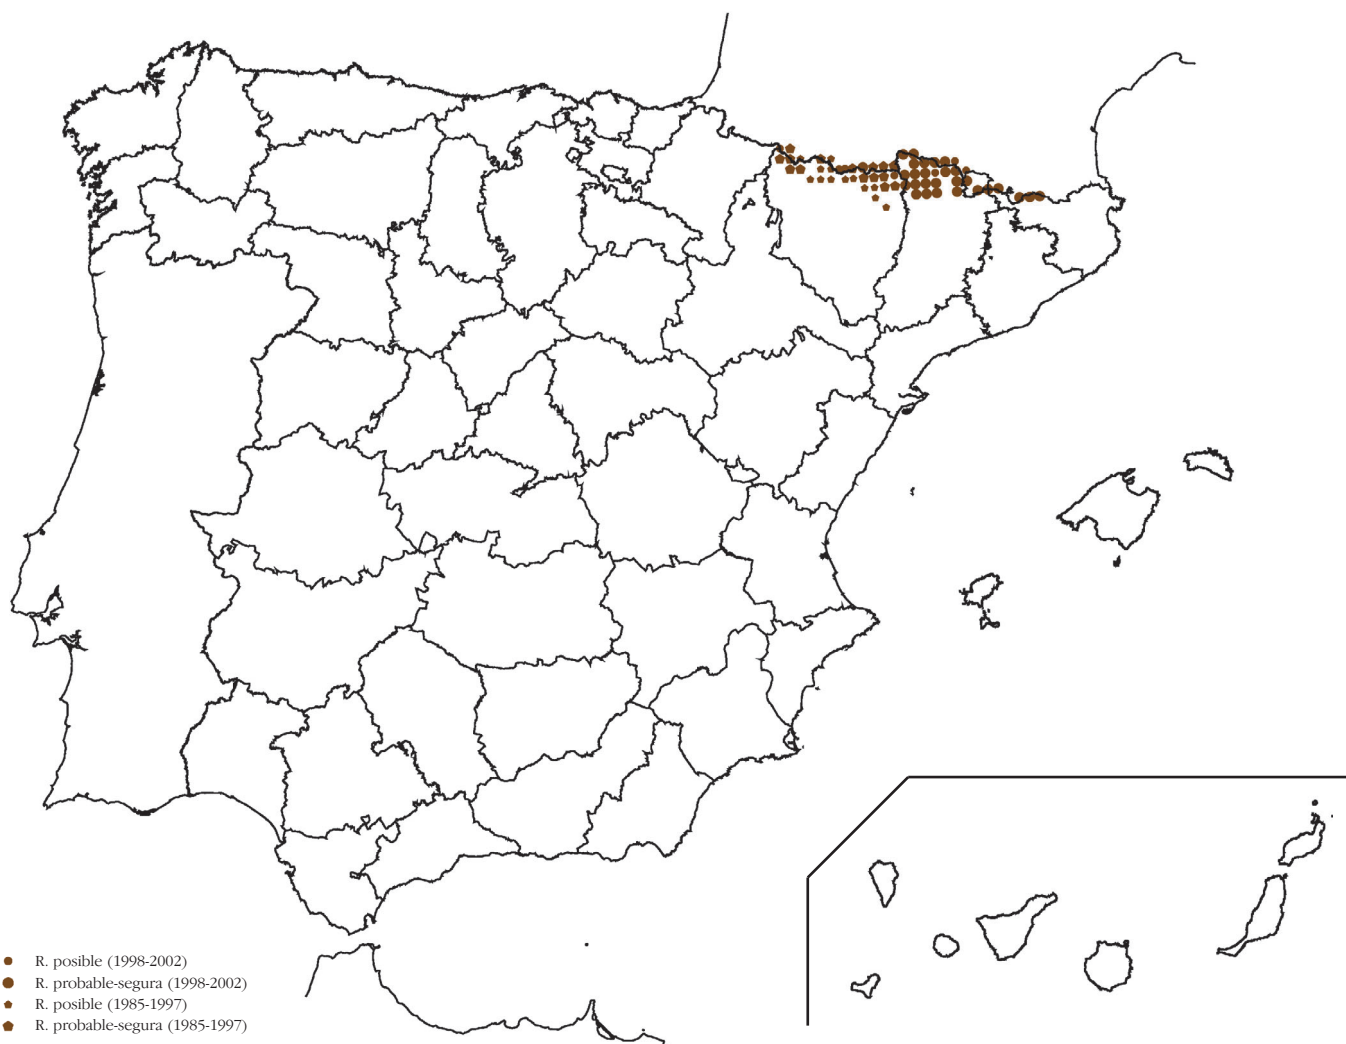 R. posible (1998-2002)
R. probable-segura (1998-2002)
R. posible (1985-1997)
R. probable-segura (1985-1997)